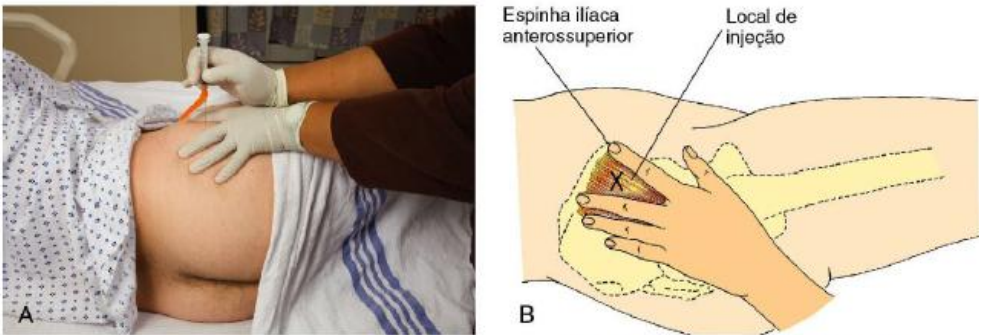 Espinha ilíaca
anterossuperior
Local de
injeção
X
A
B